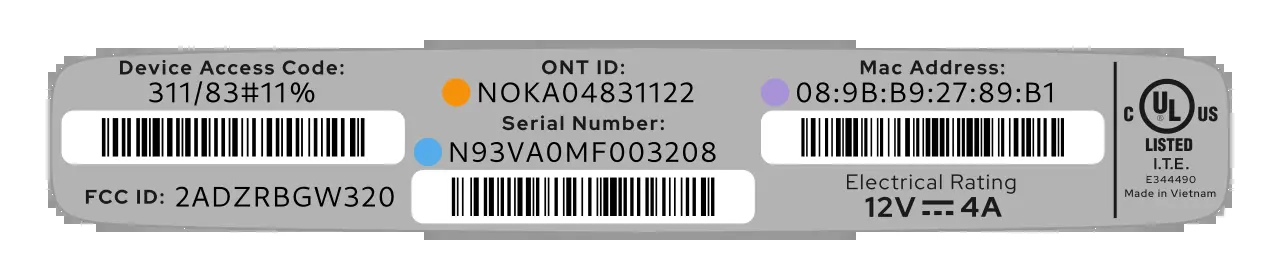 Device Access Code:
311/83#11%
FCC ID: 2ADZRBGW320
ONT ID:
NOKA04831122
Serial Number:
N93VA0MF003208
Mac Address:
08:9B:B9:27:89:B1
Electrical Rating
12V 4A
C UL US
LISTED
I.T.E.
E344490
Made in Vietnam